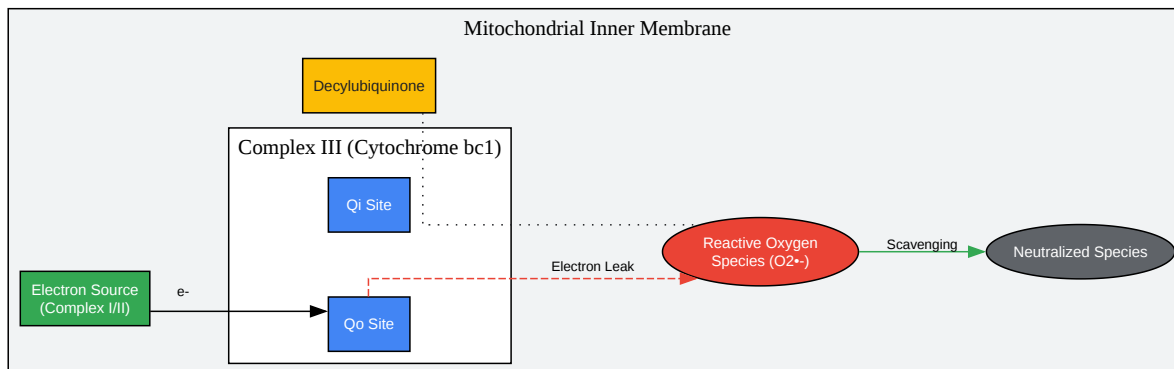 Mitochondrial Inner Membrane
Decylubiquinone
Complex III (Cytochrome bc1)
Qi Site
Reactive Oxygen
Species (O2•-)
Scavenging
Neutralized Species
Electron Leak
Electron Source
(Complex I/II)
e-
Qo Site